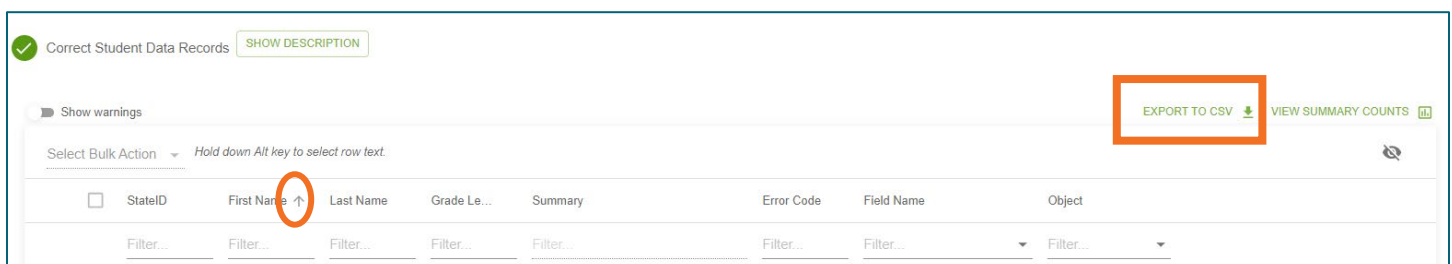 Correct Student Data Records SHOW DESCRIPTION
Show warnings
EXPORT TO CSV VIEW SUMMARY COUNTS
Select Bulk Action Hold down Alt key to select row text.
StateID First Name Last Name Grade Le... Summary Error Code Field Name Object
Filter... Filter... Filter... Filter... Filter... Filter... Filter... Filter...